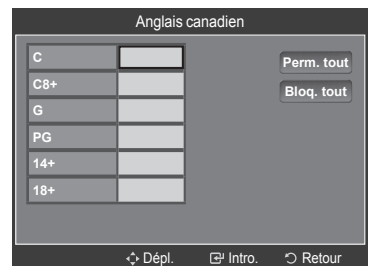 Anglais canadien
C
Perm. tout
C8+
Bloq. tout
G
PG
14+
18+
Dépl. Intro. Retour